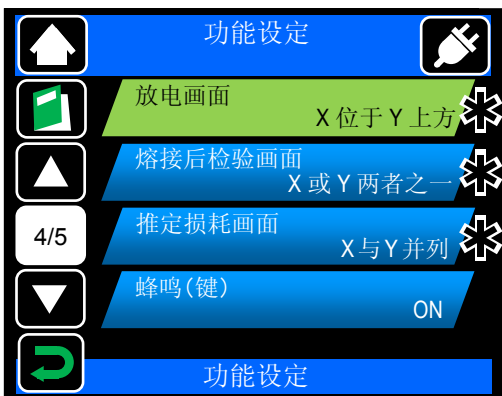 功能设定
放电画面
X 位于 Y 上方
熔接后检验画面
X 或 Y 两者之一
4/5
推定损耗画面
X与Y并列
蜂鸣(键)
ON
功能设定